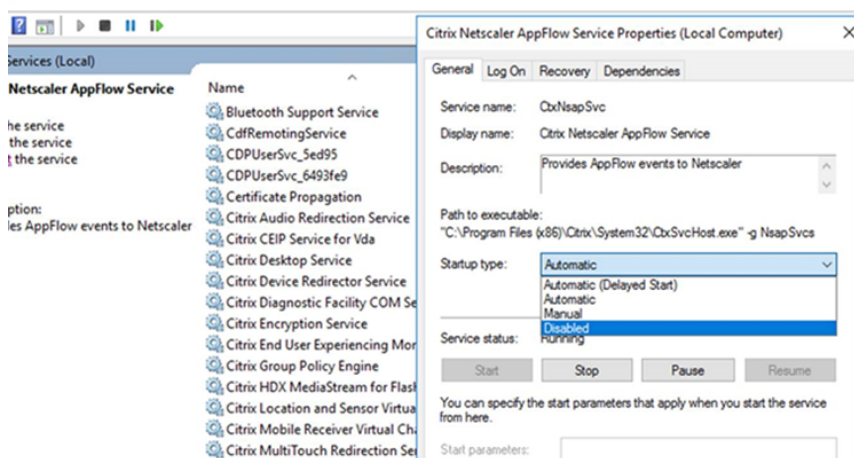 Services (Local)
Netscaler AppFlow Service
he service
the service
the service
ption:
les AppFlow events to Netscaler
Name
Bluetooth Support Service
CdfRemotingService
CDPUserSvc_5ed95
CDPUserSvc_6493fe9
Certificate Propagation
Citrix Audio Redirection Service
Citrix CEIP Service for Vda
Citrix Desktop Service
Citrix Device Redirector Service
Citrix Diagnostic Facility COM Se
Citrix Encryption Service
Citrix End User Experiencing Mor
Citrix Group Policy Engine
Citrix HDX MediaStream for Flash
Citrix Location and Sensor Virtua
Citrix Mobile Receiver Virtual Cha
Citrix MultiTouch Redirection Ser
Citrix Netscaler AppFlow Service Properties (Local Computer)
General Log On Recovery Dependencies
Service name: CtxNsapSvc
Display name: Citrix Netscaler AppFlow Service
Description: Provides AppFlow events to Netscaler
Path to executable:
"C:\Program Files (x86)\Citrix\System32\CtxSvcHost.exe" -g NsapSvcs
Startup type: Automatic
Automatic (Delayed Start)
Automatic
Manual
Disabled
Service status: Running
Start Stop Pause Resume
You can specify the start parameters that apply when you start the service
from here.
Start parameters: